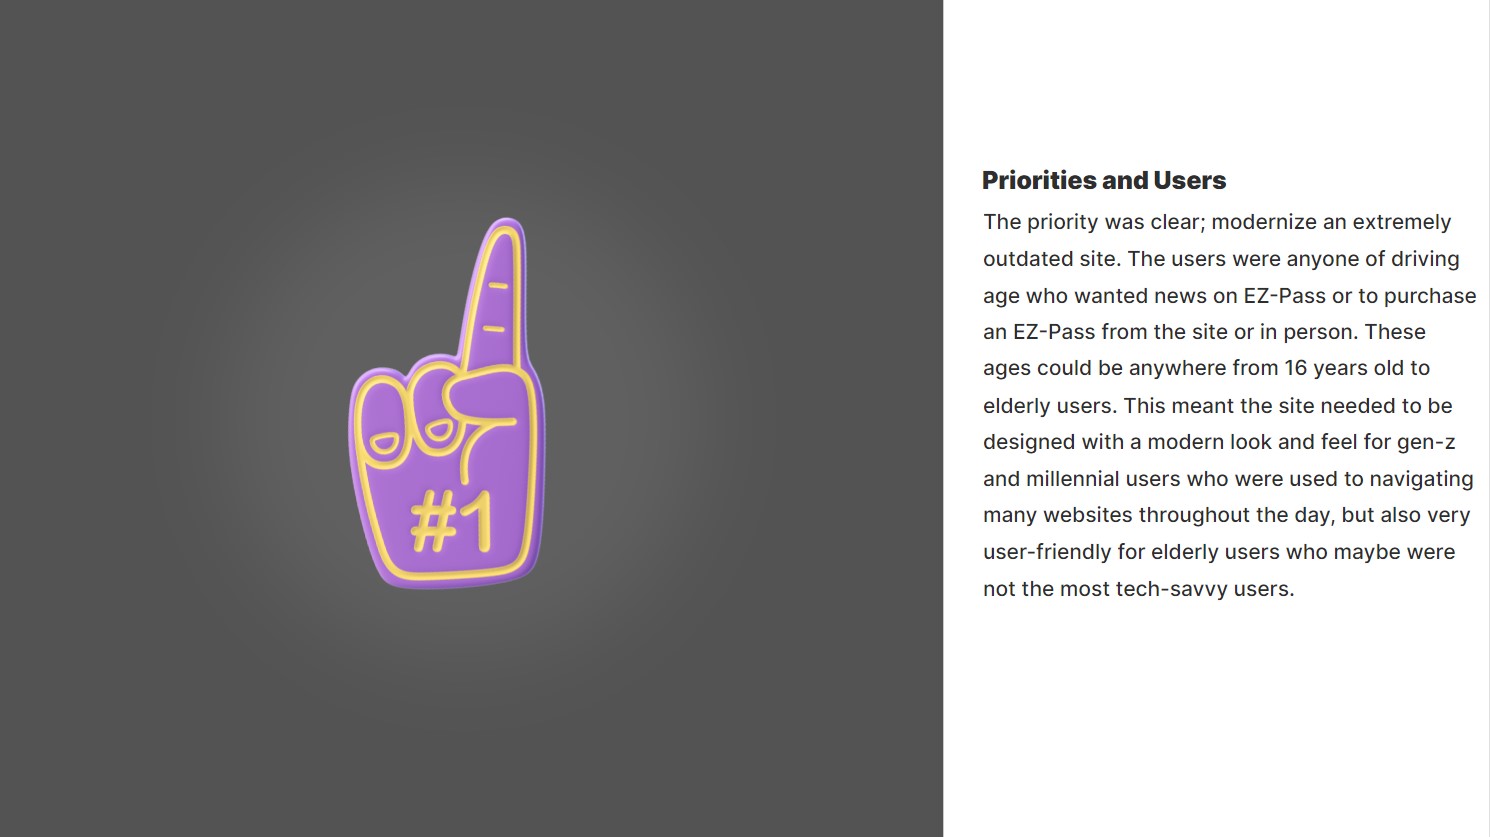 #1
Priorities and Users
The priority was clear; modernize an extremely
outdated site. The users were anyone of driving
age who wanted news on EZ-Pass or to purchase
an EZ-Pass from the site or in person. These
ages could be anywhere from 16 years old to
elderly users. This meant the site needed to be
designed with a modern look and feel for gen-z
and millennial users who were used to navigating
many websites throughout the day, but also very
user-friendly for elderly users who maybe were
not the most tech-savvy users.